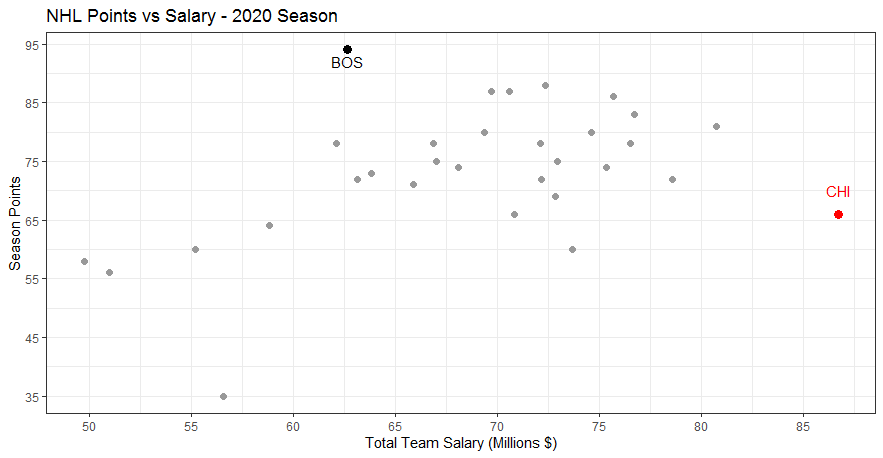 NHL Points vs Salary - 2020 Season
95
BOS
85
75
CHI
65
55
45
35
Season Points
50 55 60 65 70 75 80 85
Total Team Salary (Millions $)